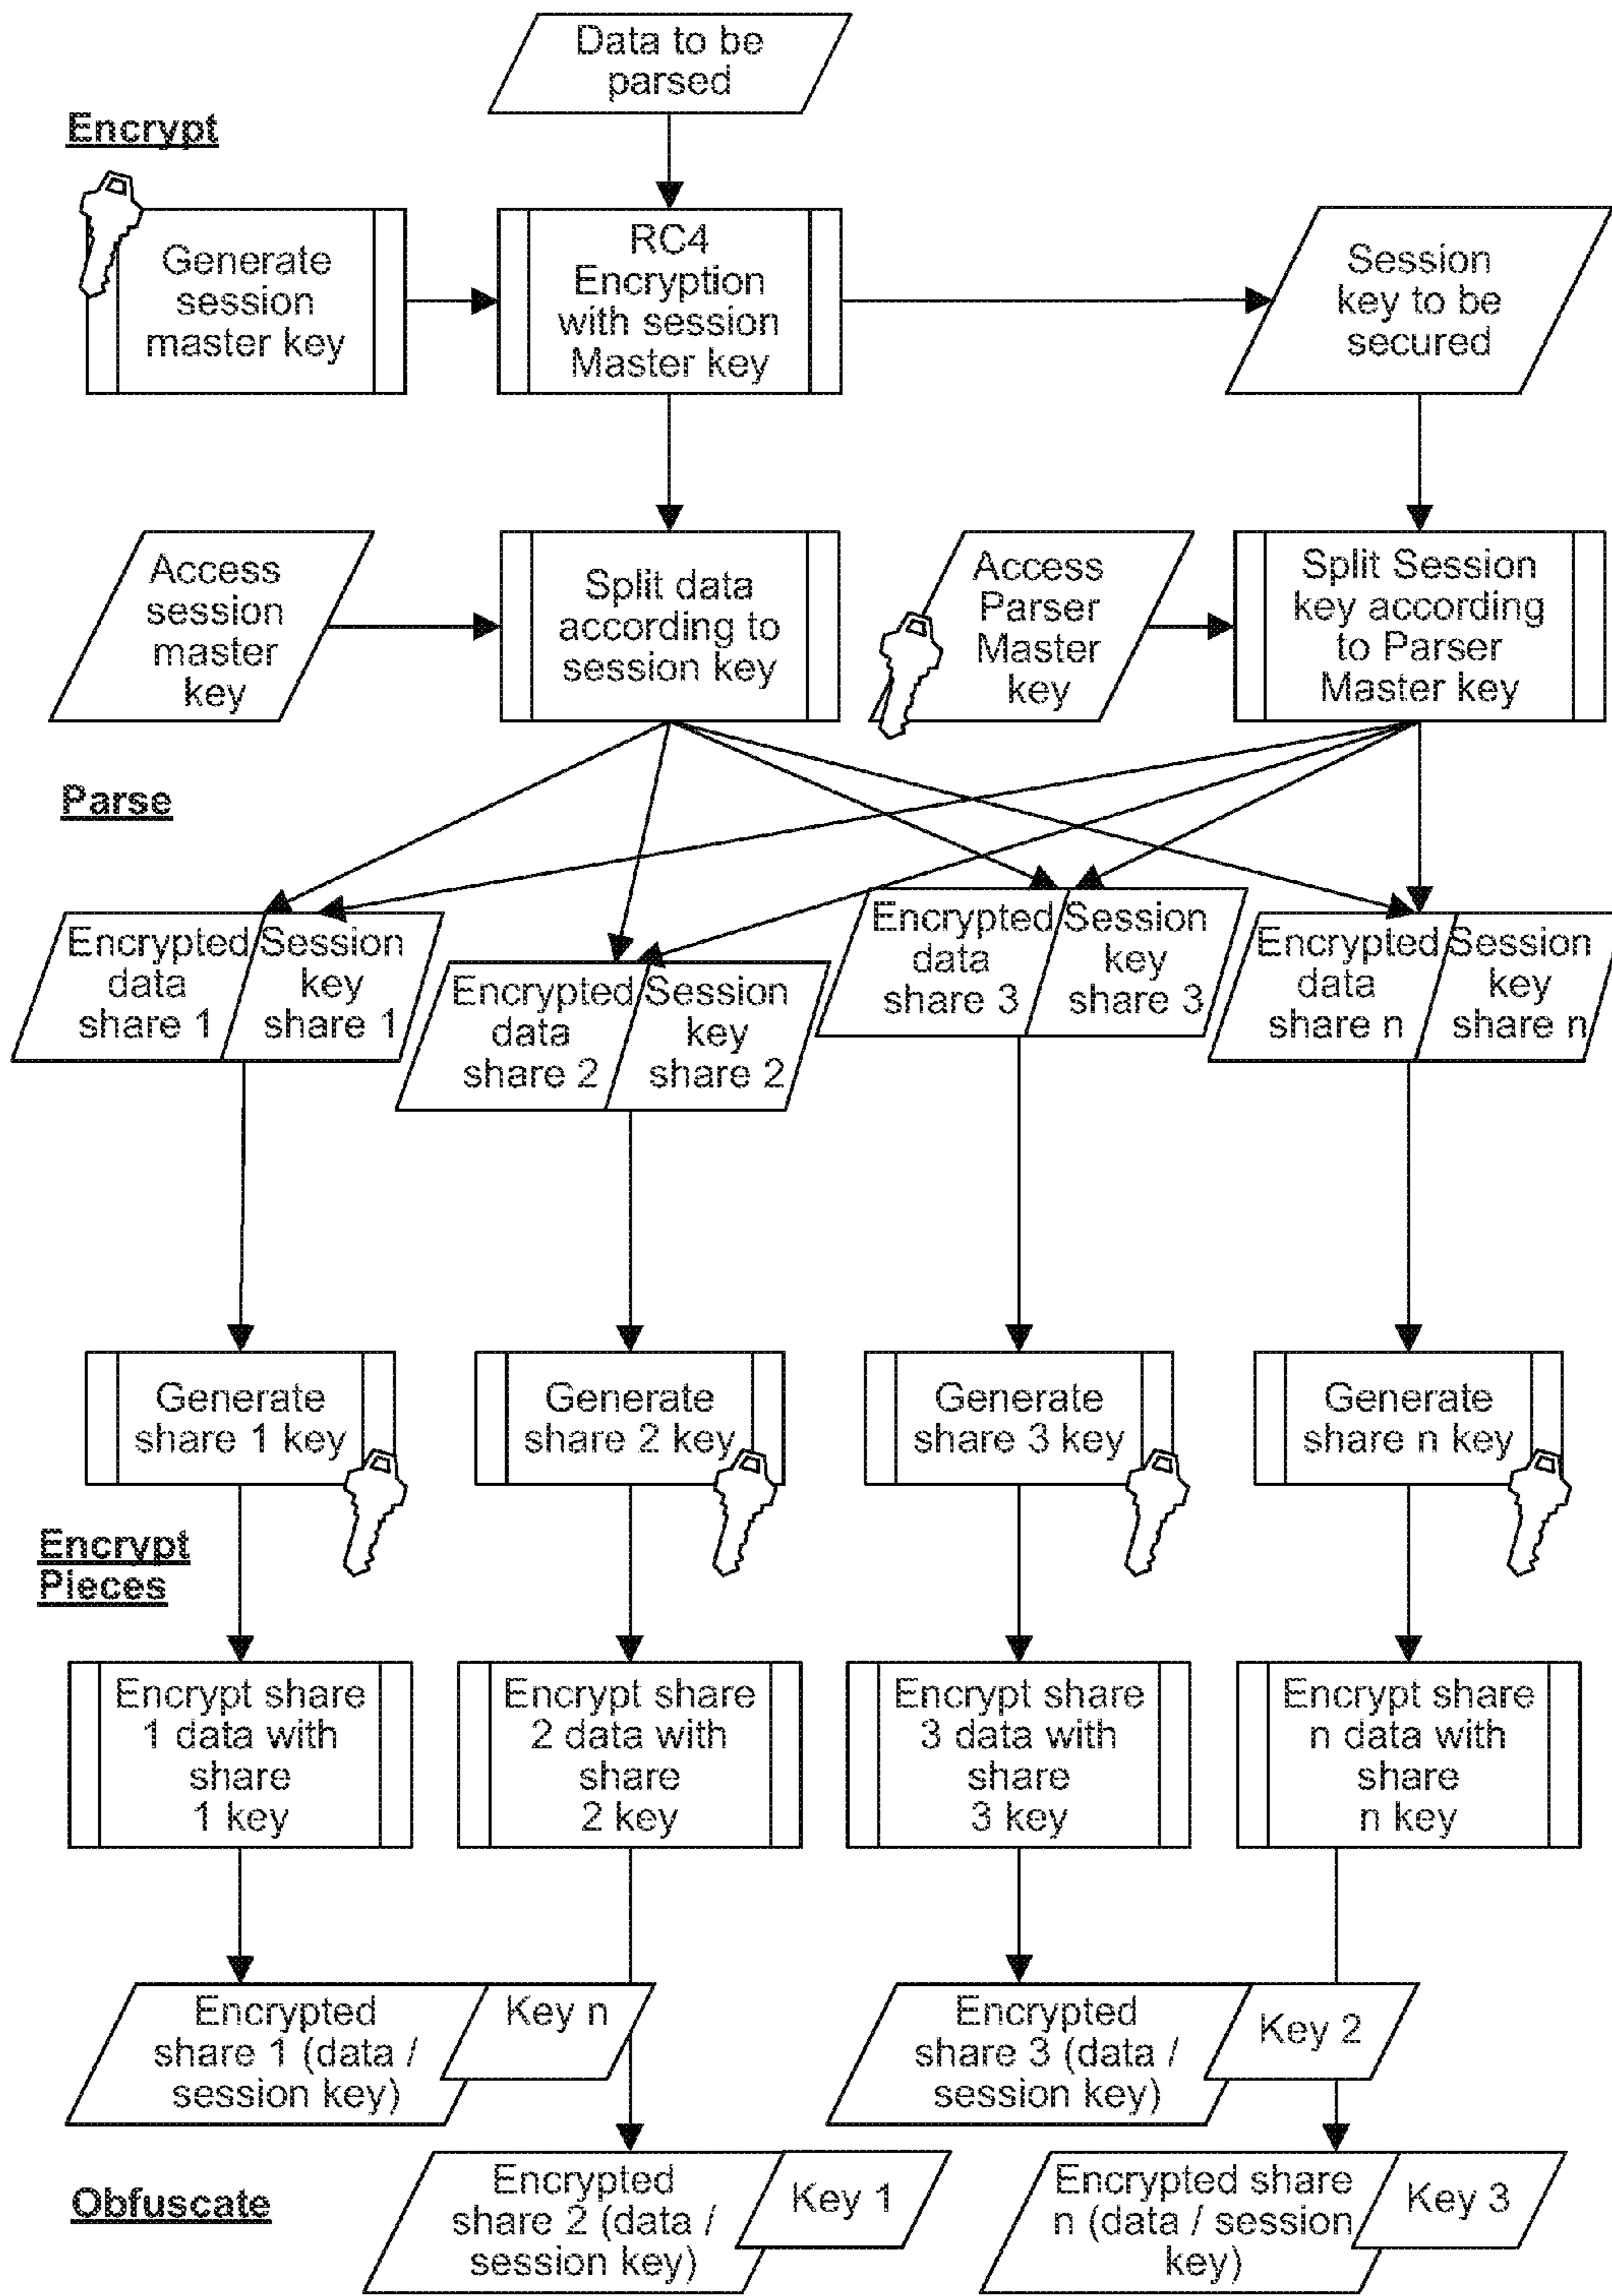 Data to be
parsed
Encrypt
Generate
session
master key
RC4
Encryption
with session
Master key
Session
key to be
secured
Access
session
master
key
Split data
according to
session key
Access
Parser
Master
key
Split Session
key according
to Parser
Master key
Parse
Encrypted
data
share 1
Session
key
share 1
Encrypted
data
share 2
Session
key
share 2
Encrypted
data
share 3
Session
key
share 3
Encrypted
data
share n
Session
key
share n
Generate
share 1 key
Generate
share 2 key
Generate
share 3 key
Generate
share n key
Encrypt
Pieces
Encrypt share
1 data with
share
1 key
Encrypt share
2 data with
share
2 key
Encrypt share
3 data with
share
3 key
Encrypt share
n data with
share
n key
Encrypted
share 1 (data /
session key)
Key n
Encrypted
share 3 (data /
session key)
Key 2
Obfuscate
Encrypted
share 2 (data /
session key)
Key 1
Encrypted share
n (data / session
key)
Key 3